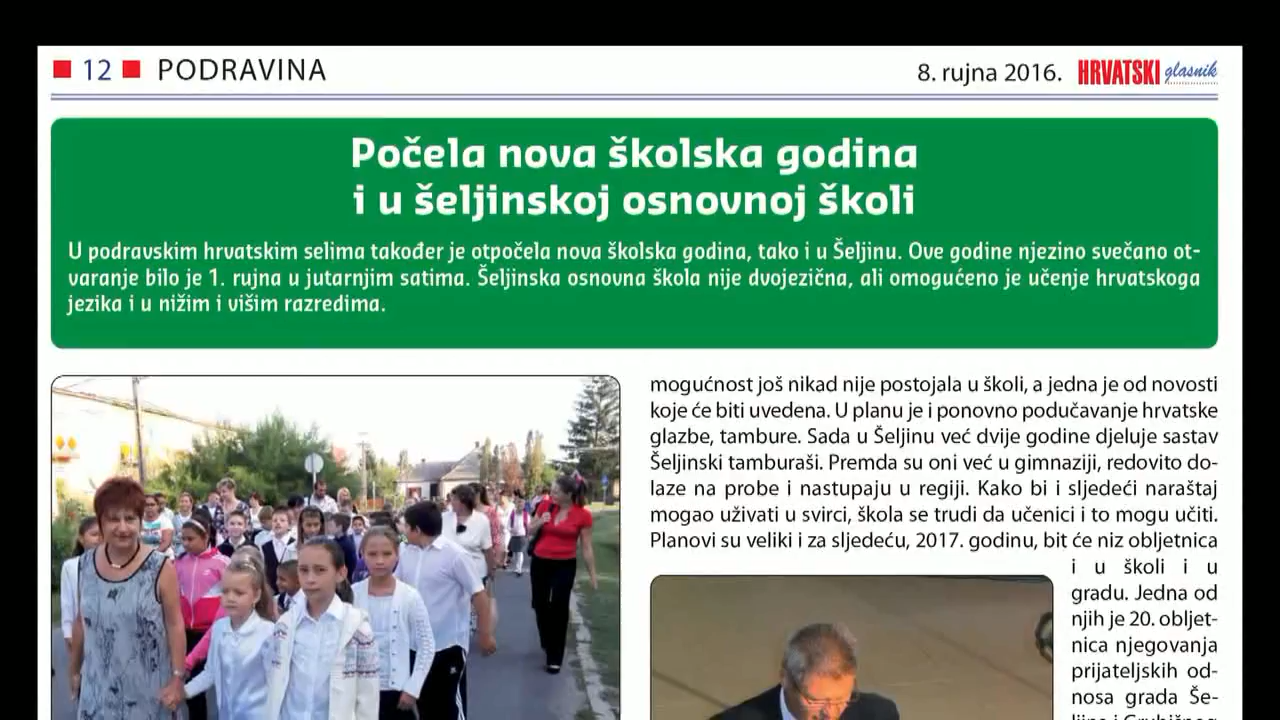 12 PODRAVINA
8. rujna 2016. HRVATSKI glasnik
Počela nova školska godina
i u šeljinskoj osnovnoj školi
U podravskim hrvatskim selima također je otpočela nova školska godina, tako i u Šeljinu. Ove godine njezino svečano ot-
varanje bilo je 1. rujna u jutarnjim satima. Šeljinska osnovna škola nije dvojezična, ali omogućeno je učenje hrvatskoga
jezika i u nižim i višim razredima.
mogućnost još nikad nije postojala u školi, a jedna je od novosti
koje će biti uvedena. U planu je i ponovno podučavanje hrvatske
glazbe, tambure. Sada u Šeljinu već dvije godine djeluje sastav
Šeljinski tamburaši. Premda su oni već u gimnaziji, redovito do-
laze na probe i nastupaju u regiji. Kako bi i sljedeći naraštaj
mogao uživati u svirci, škola se trudi da učenici i to mogu učiti.
Planovi su veliki i za sljedeću, 2017. godinu, bit će niz obljetnica
i u školi i u
gradu. Jedna od
njih je 20. obljet-
nica njegovanja
prijateljskih od-
nosa grada Še-